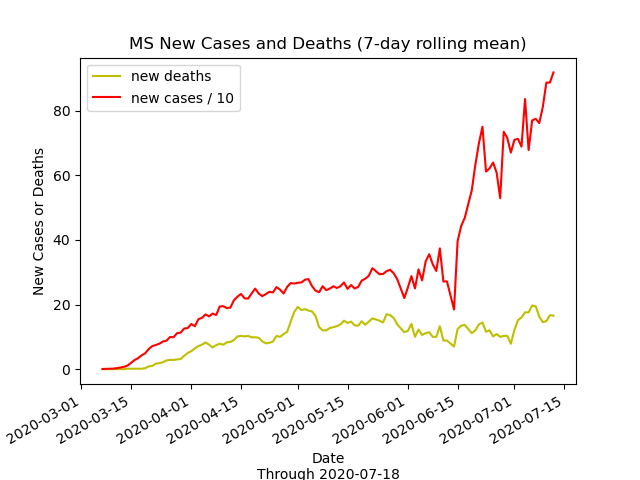 MS New Cases and Deaths (7-day rolling mean)
new deaths
new cases / 10
New Cases or Deaths
80
60
40
20
0
2020-03-01
2020-03-15
2020-04-01
2020-04-15
2020-05-01
2020-05-15
2020-06-01
2020-06-15
2020-07-01
2020-07-15
Date
Through 2020-07-18